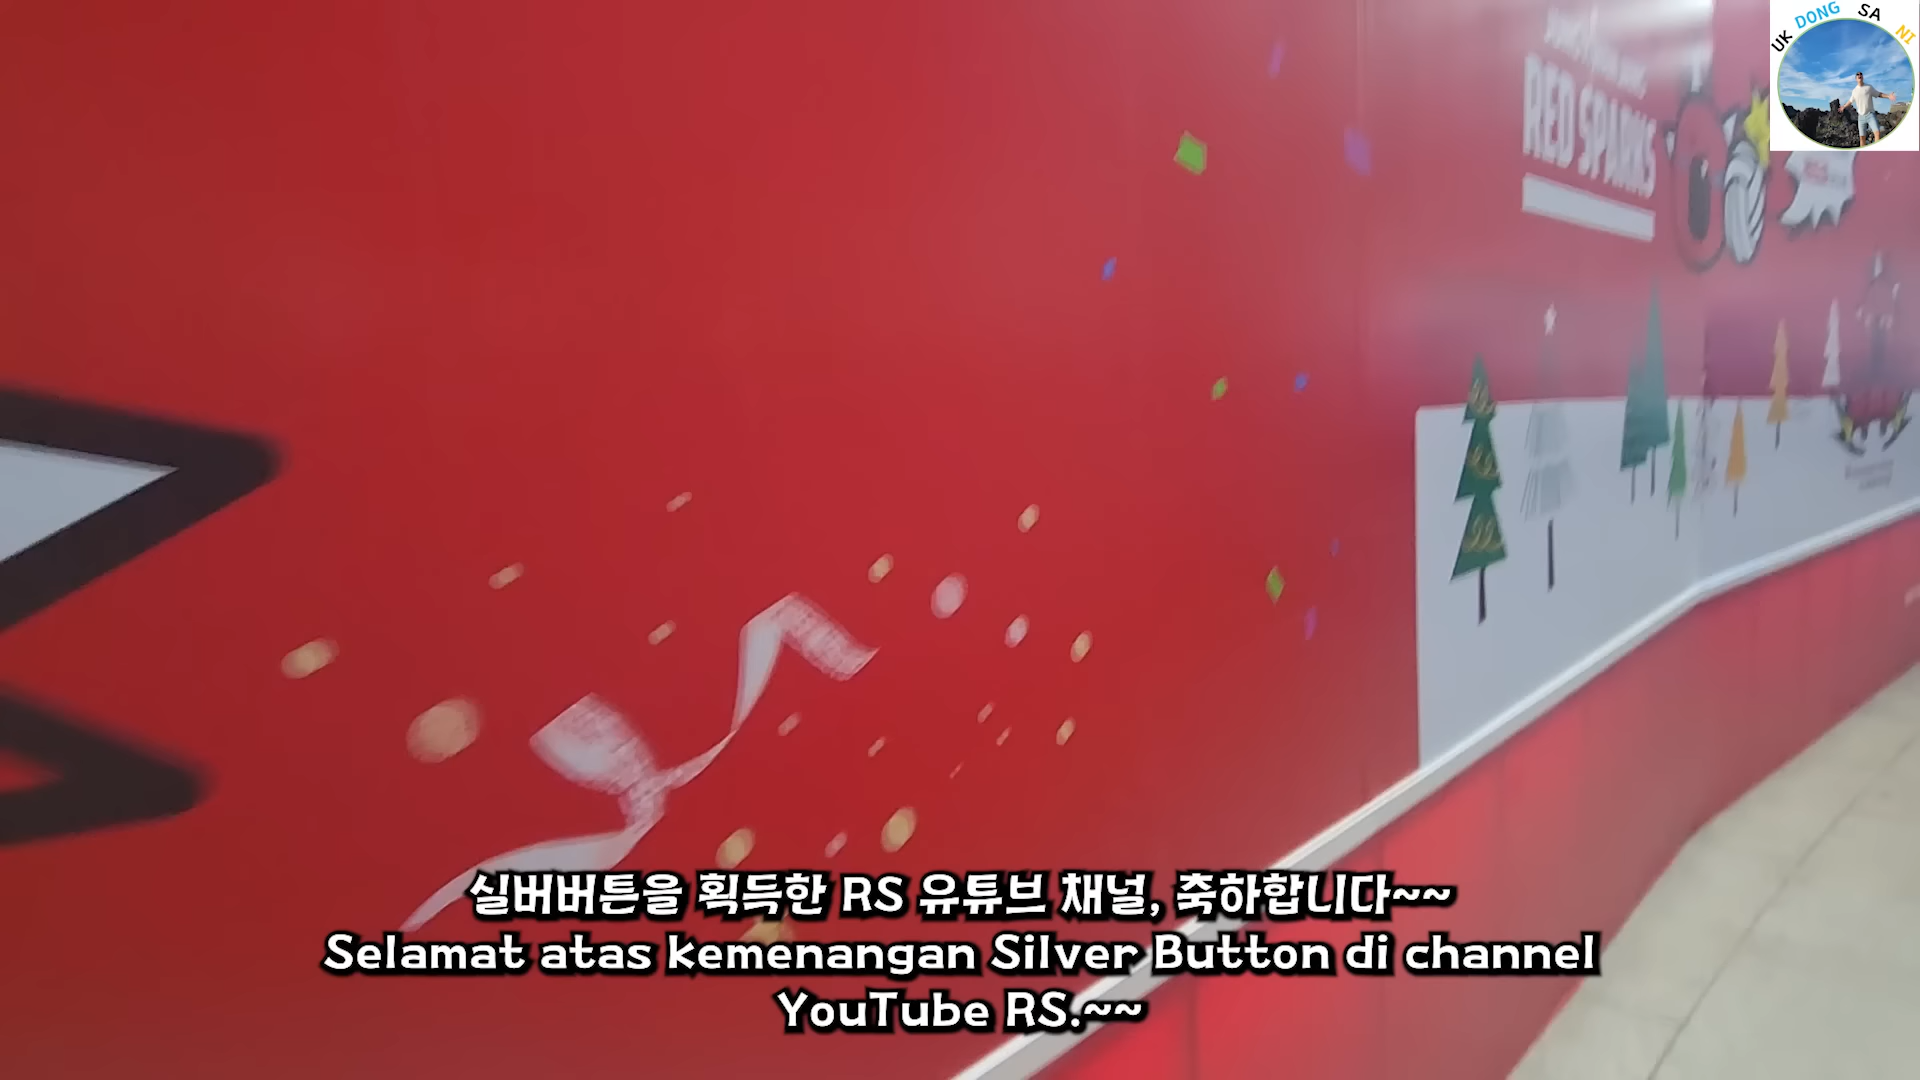 UK DONG SA NI
RED SPARKS
실버버튼을 획득한 RS 유튜브 채널, 축하합니다~~
Selamat atas kemenangan Silver Button di channel
YouTube RS.~~